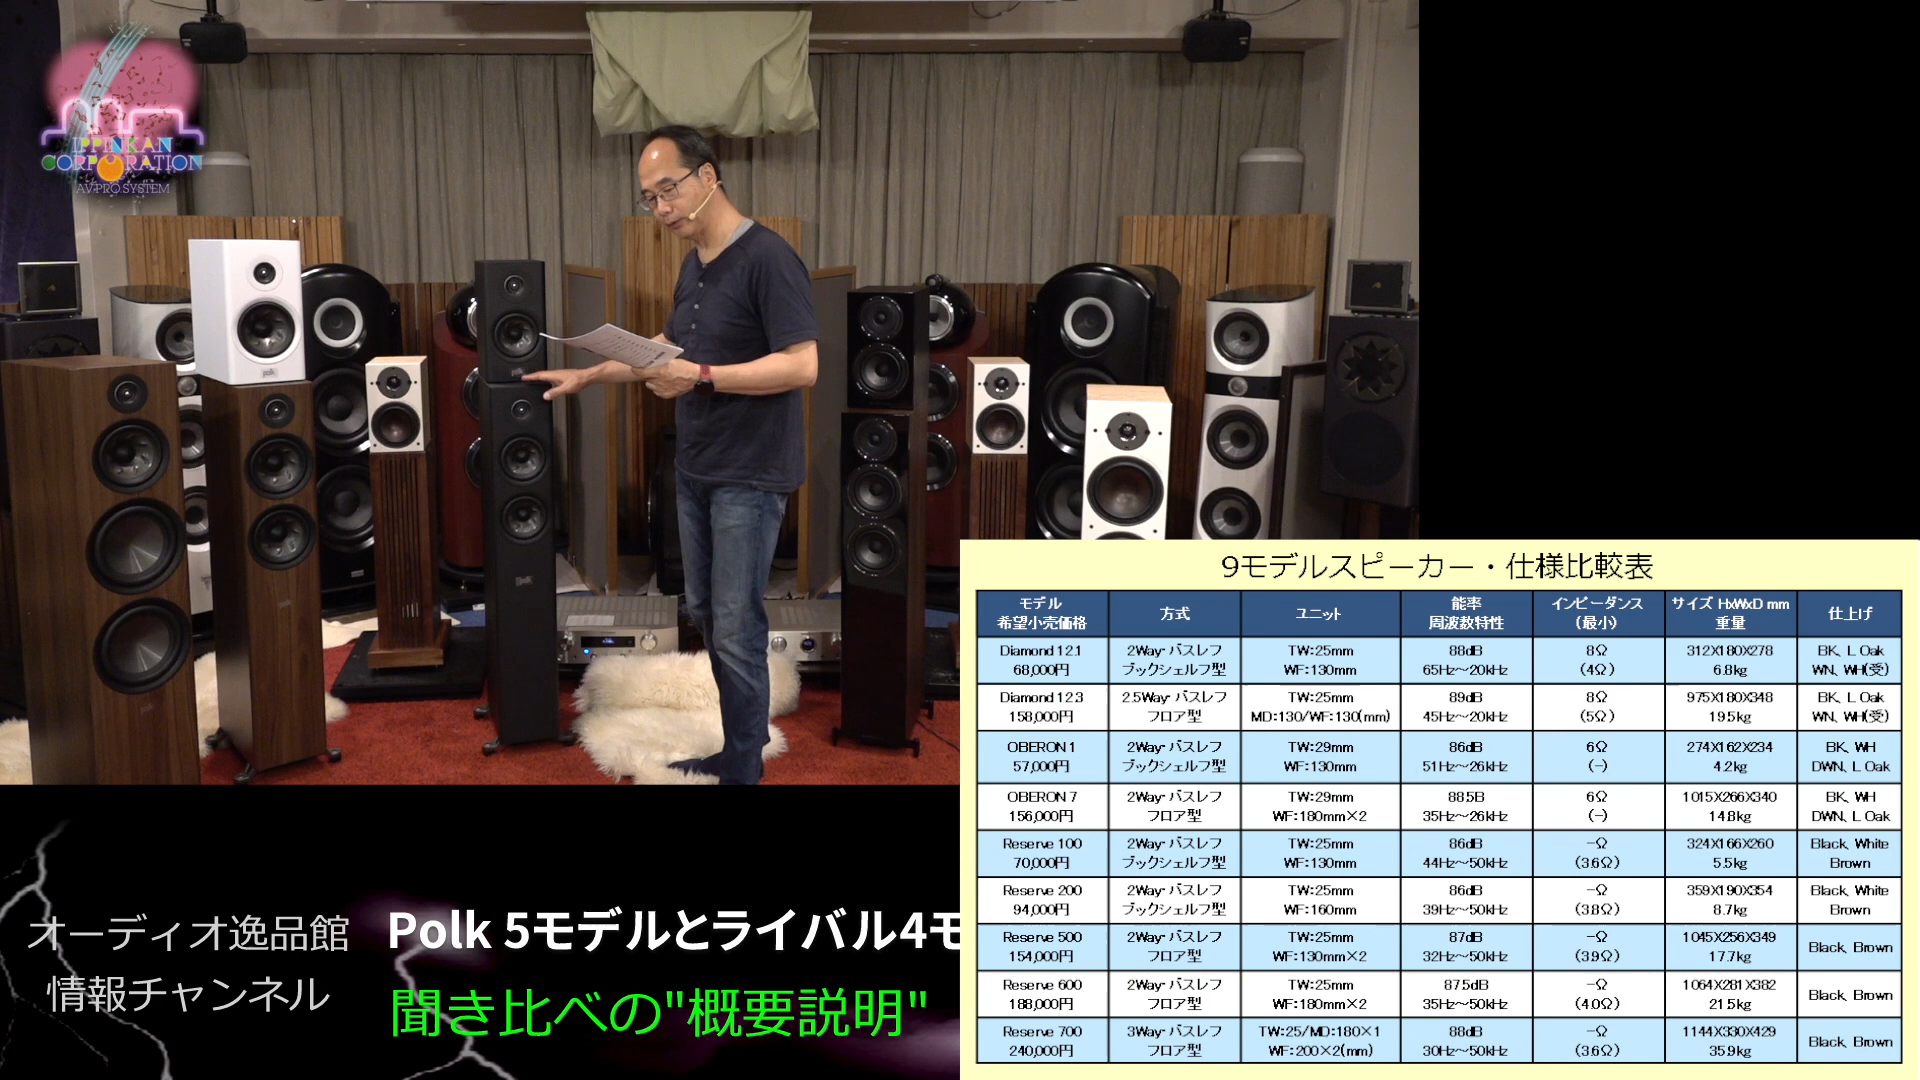 IPPINKAN
CORPORATION
AV-PRO.SYSTEM
polk
オーディオ逸品館
情報チャンネル
Polk 5モデルとライバル4モ
聞き比べの"概要説明"
9モデルスピーカー・仕様比較表
モデル 希望小売価格 方式 ユニット 能率 周波数特性 インピーダンス (最小) サイズ HxWxD mm 重量 仕上げ
Diamond 12.1 2Way・バスレフ TW:25mm 88dB 8Ω 312X180X278 BK、L Oak
68,000円 ブックシェルフ型 WF:130mm 65Hz～20kHz (4Ω) 6.8kg WN、WH(受)
Diamond 12.3 2.5Way・バスレフ TW:25mm 89dB 8Ω 975X180X348 BK、L Oak
158,000円 フロア型 MD:130/WF:130(mm) 45Hz～20kHz (5Ω) 19.5kg WN、WH(受)
OBERON 1 2Way・バスレフ TW:29mm 86dB 6Ω 274X162X234 BK、WH
57,000円 ブックシェルフ型 WF:130mm 51Hz～26kHz (-) 4.2kg DWN、L Oak
OBERON 7 2Way・バスレフ TW:29mm 88.5B 6Ω 1015X266X340 BK、WH
156,000円 フロア型 WF:180mm×2 35Hz～26kHz (-) 14.8kg DWN、L Oak
Reserve 100 2Way・バスレフ TW:25mm 86dB -Ω 324X166X260 Black、White
70,000円 ブックシェルフ型 WF:130mm 44Hz～50kHz (3.6Ω) 5.5kg Brown
Reserve 200 2Way・バスレフ TW:25mm 86dB -Ω 359X190X354 Black、White
94,000円 ブックシェルフ型 WF:160mm 39Hz～50kHz (3.8Ω) 8.7kg Brown
Reserve 500 2Way・バスレフ TW:25mm 87dB -Ω 1045X256X349 Black、Brown
154,000円 フロア型 WF:130mm×2 32Hz～50kHz (3.9Ω) 17.7kg
Reserve 600 2Way・バスレフ TW:25mm 87.5dB -Ω 1064X281X382 Black、Brown
188,000円 フロア型 WF:180mm×2 35Hz～50kHz (4.0Ω) 21.5kg
Reserve 700 3Way・バスレフ TW:25/MD:180×1 88dB -Ω 1144X330X429 Black、Brown
240,000円 フロア型 WF:200×2(mm) 30Hz～50kHz (3.6Ω) 35.9kg